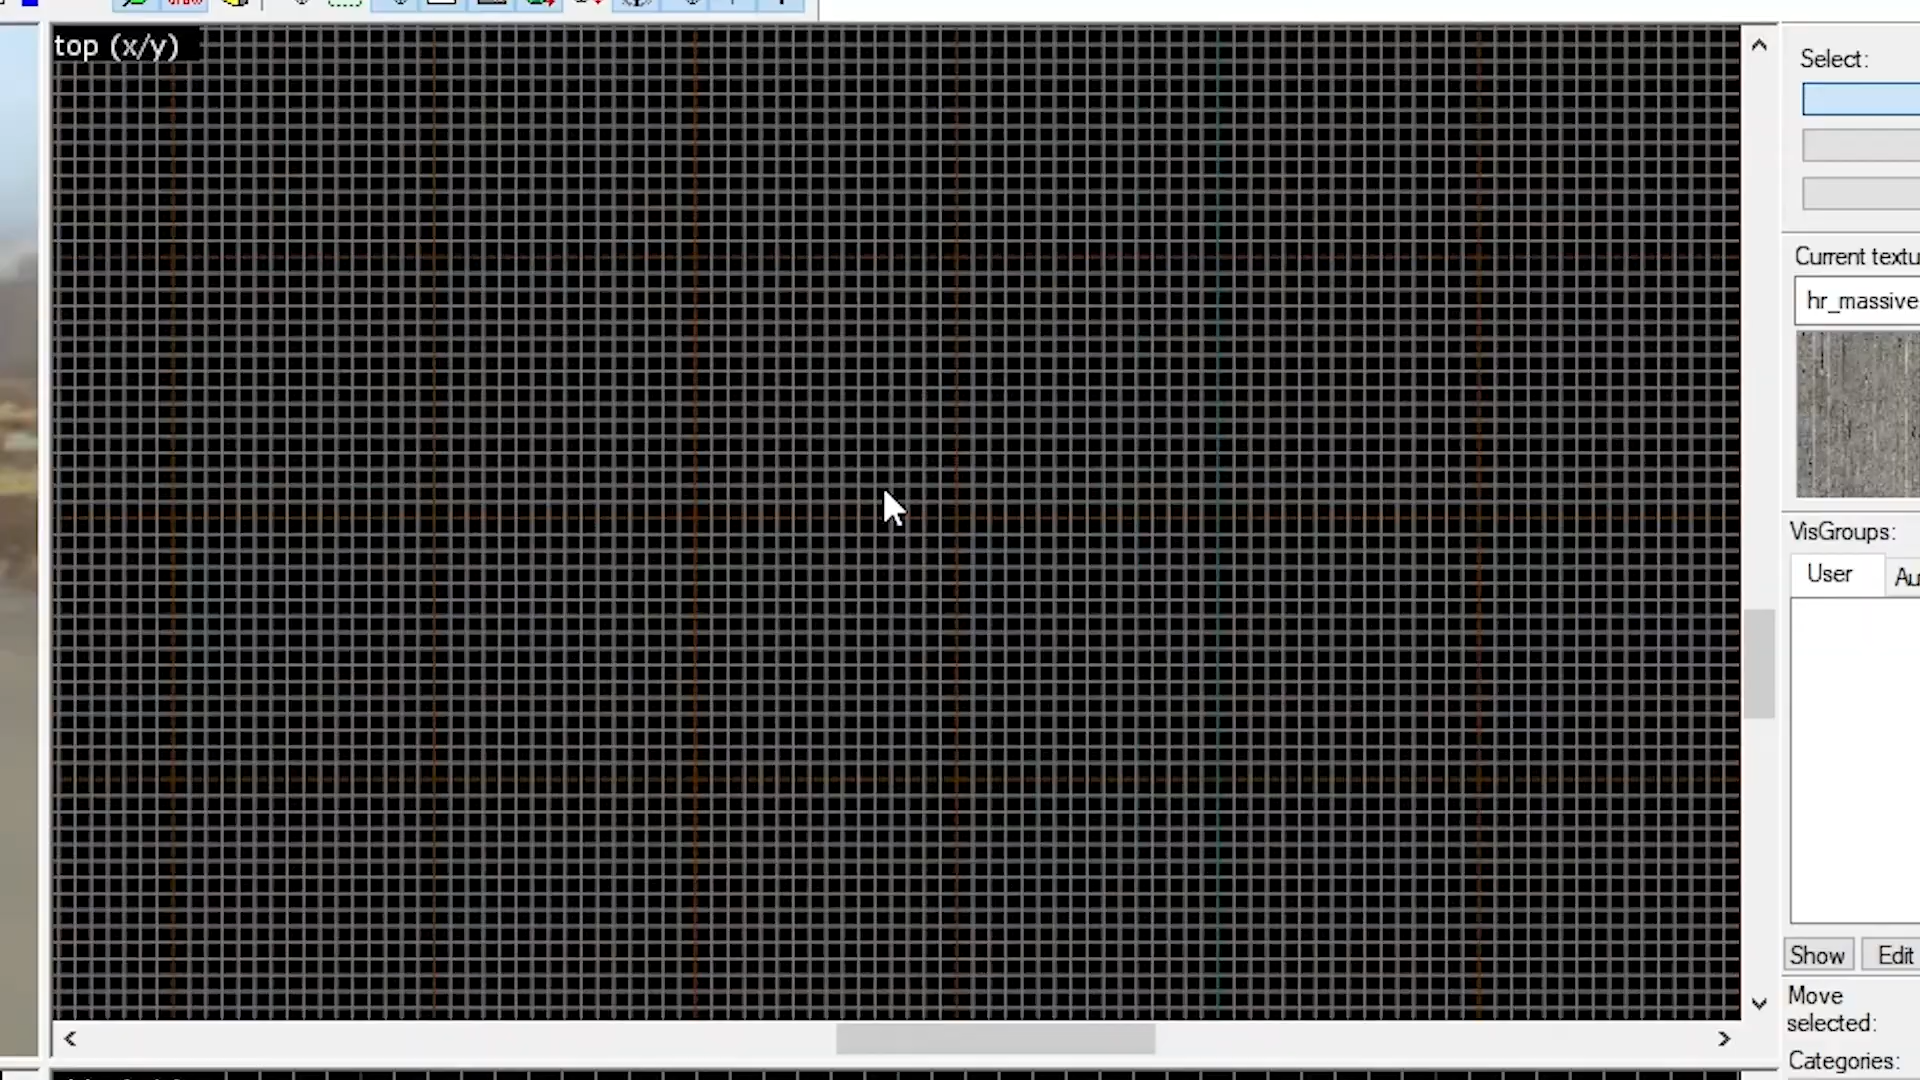 top (x/y)
Select:
Current textu
hr_massive
VisGroups:
User
Au
Show
Edit
Move
selected:
Categories: